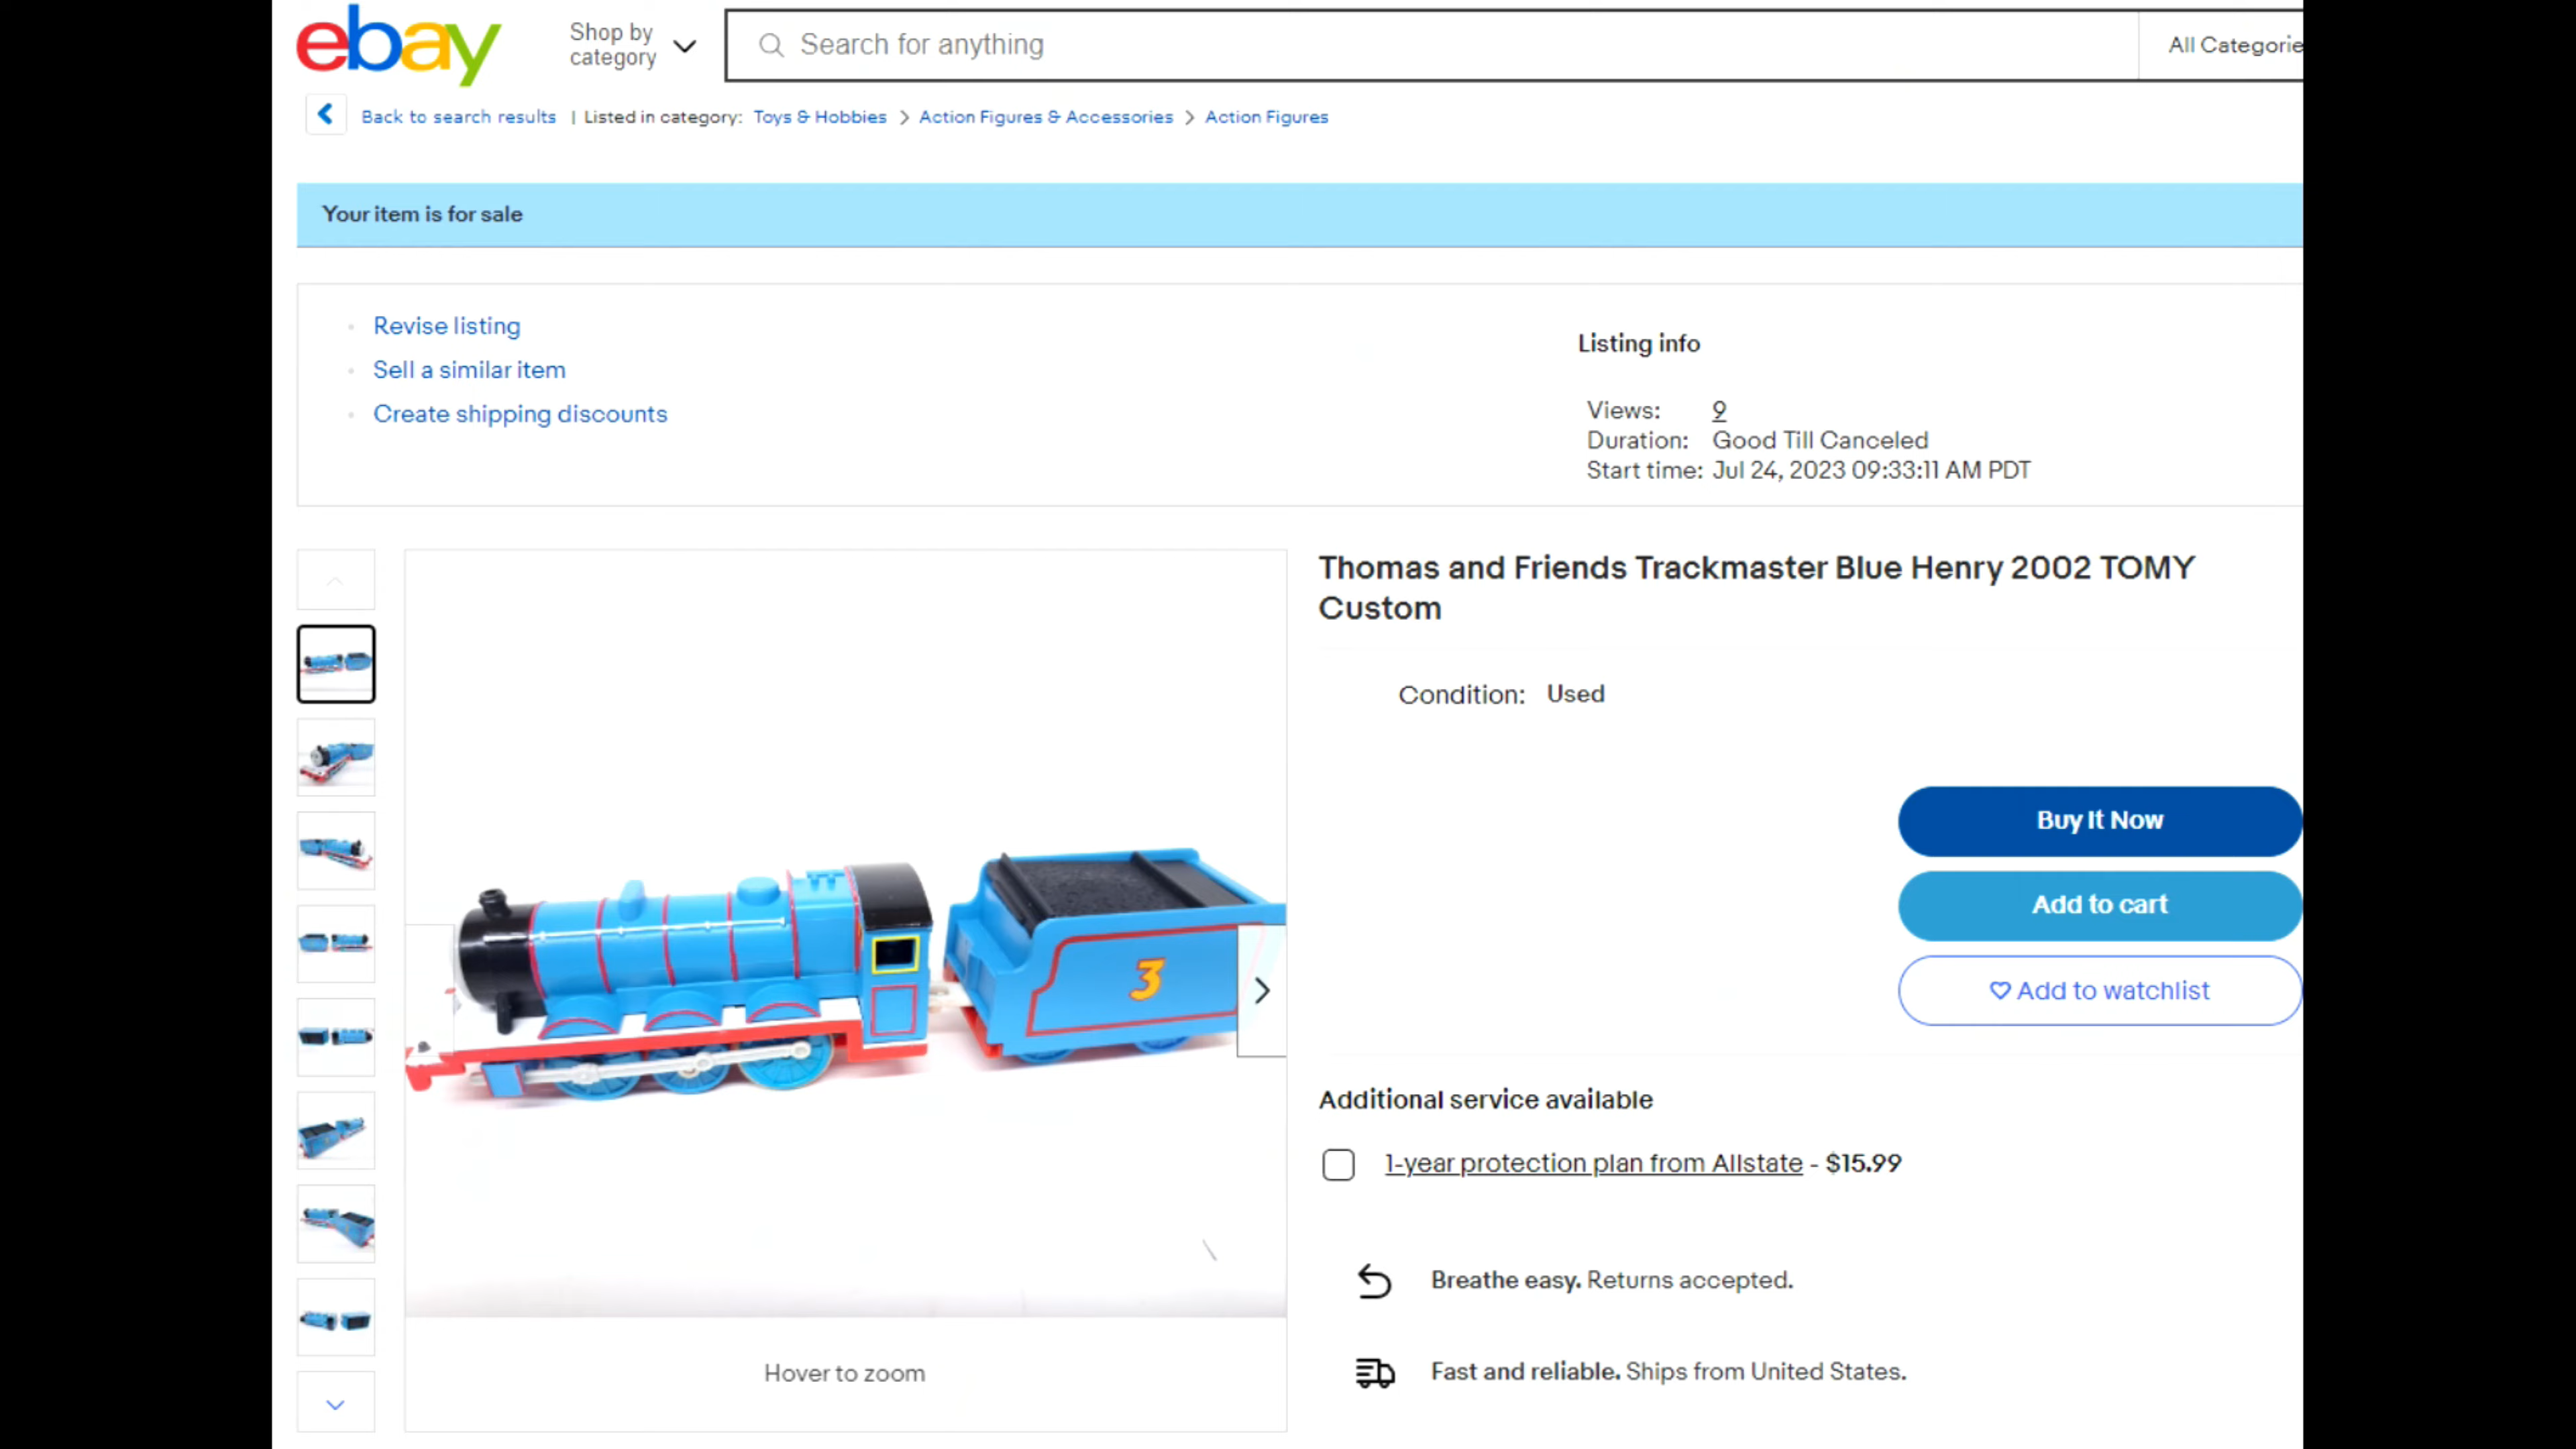 ebay
Shop by
category
Search for anything
All Categorie
Back to search results | Listed in category: Toys & Hobbies > Action Figures & Accessories > Action Figures
Your item is for sale
Revise listing
Sell a similar item
Create shipping discounts
Listing info
Views: 9
Duration: Good Till Canceled
Start time: Jul 24, 2023 09:33:11 AM PDT
Thomas and Friends Trackmaster Blue Henry 2002 TOMY
Custom
Condition: Used
Buy It Now
Add to cart
Add to watchlist
3
Additional service available
1-year protection plan from Allstate - $15.99
Breathe easy. Returns accepted.
Fast and reliable. Ships from United States.
Hover to zoom